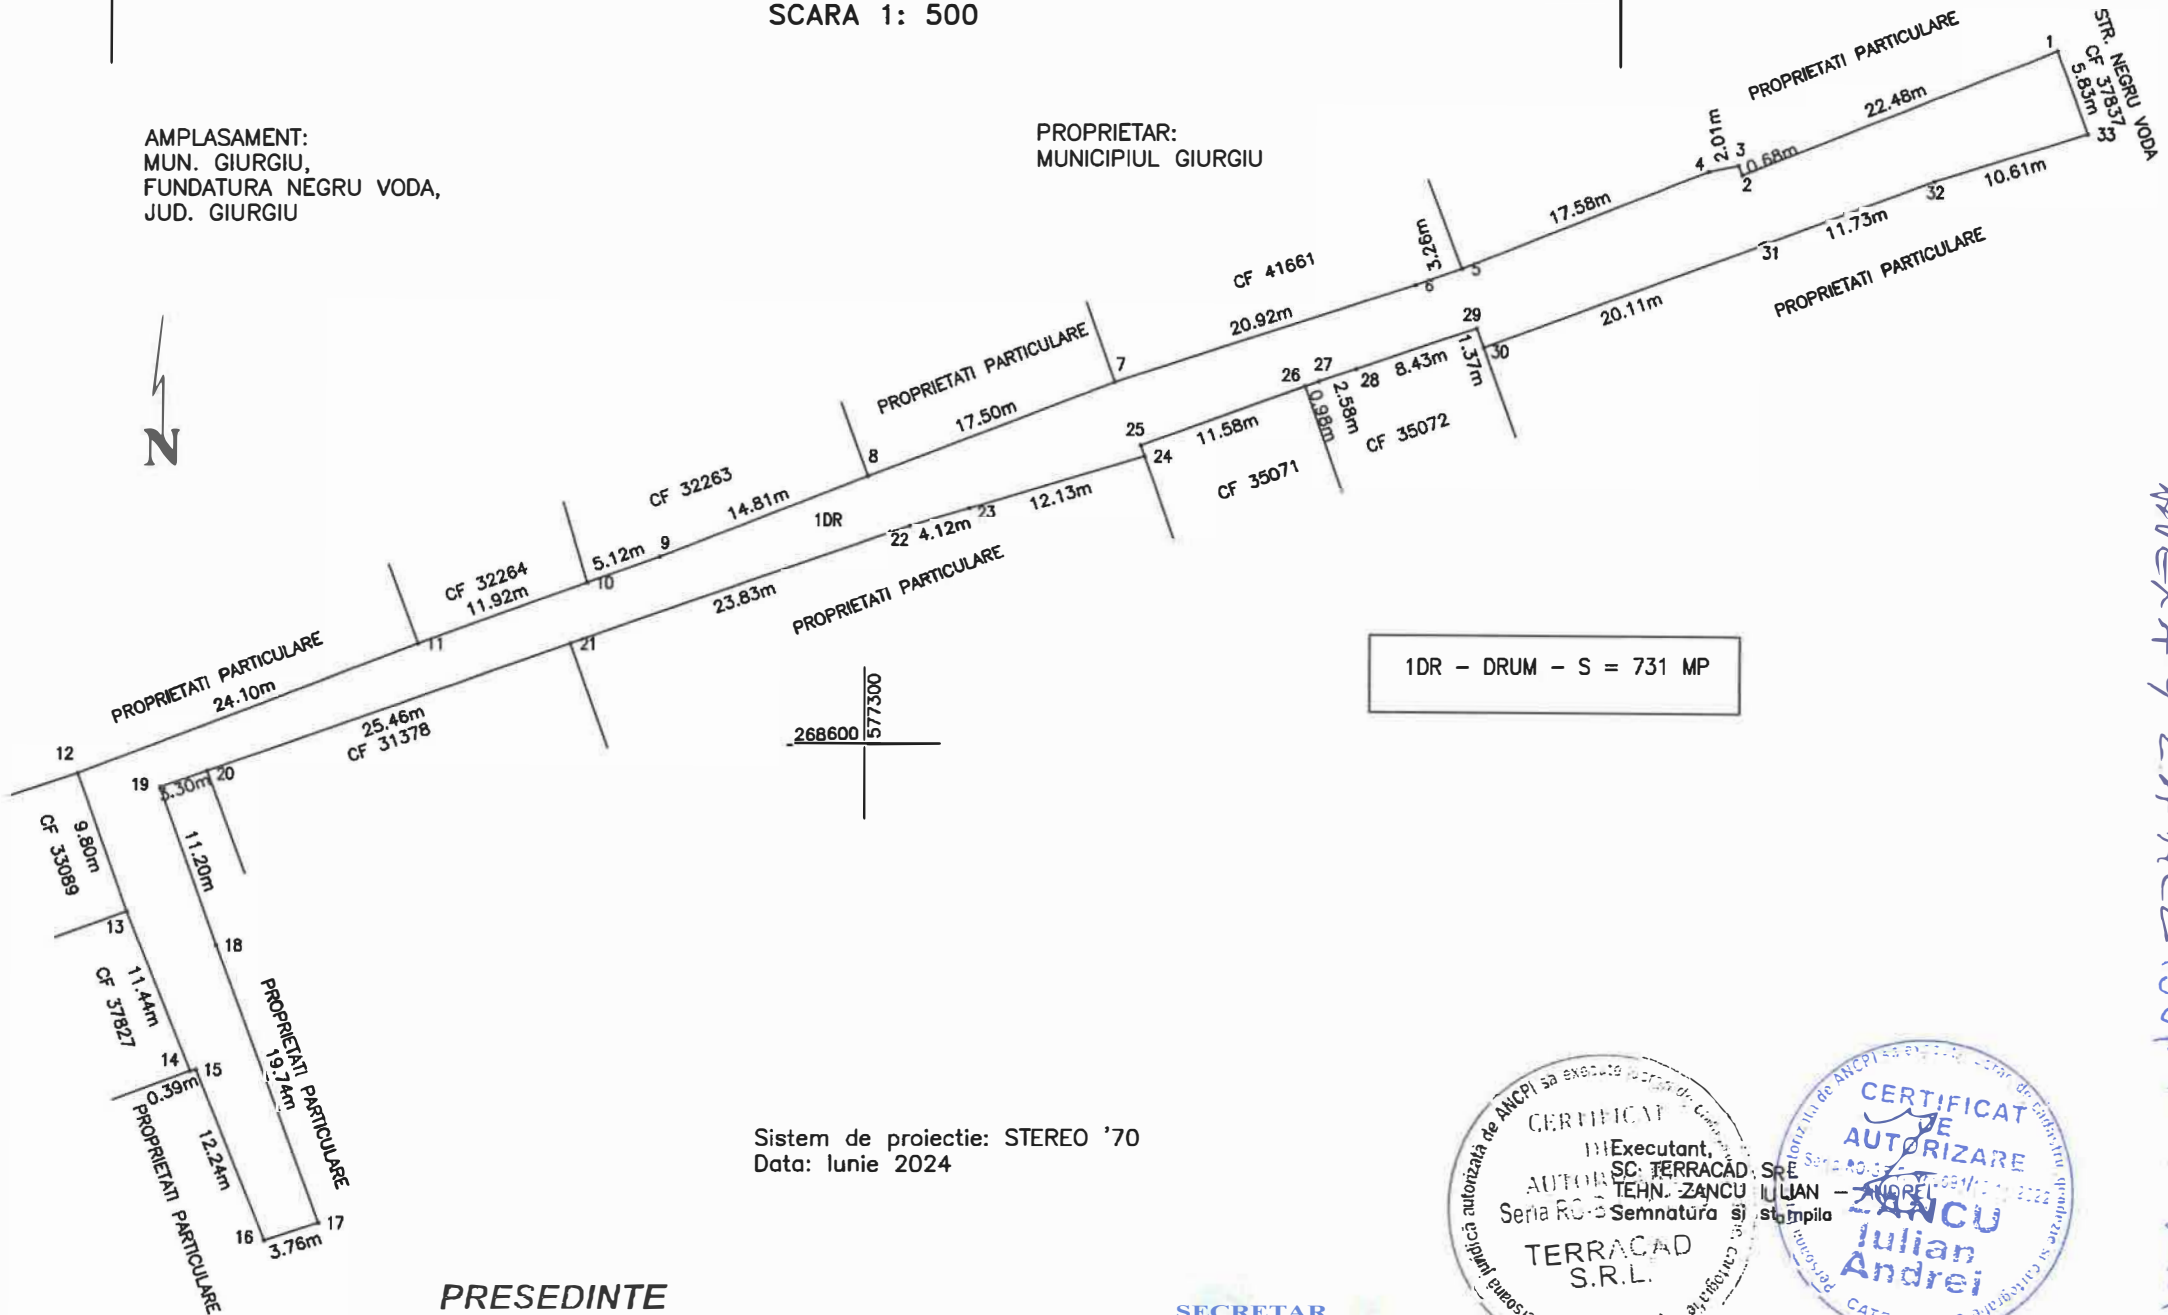 SCARA 1: 500
AMPLASAMENT:
MUN. GIURGIU,
FUNDATURA NEGRU VODA,
JUD. GIURGIU
PROPRIETAR:
MUNICIPIUL GIURGIU
PROPRIETATI PARTICULARE
STR. NEGRU VODA
CF 37837
5.83m
1
22.48m
33
2.01m
4
3
0.68m
2
10.61m
32
17.58m
11.73m
31
PROPRIETATI PARTICULARE
3.26m
5
6
CF 41661
20.92m
29
20.11m
30
1.37m
PROPRIETATI PARTICULARE
7
26
27
28
8.43m
2.58m
0.98m
CF 35072
17.50m
25
11.58m
24
CF 35071
8
CF 32263
14.81m
1DR
12.13m
23
22
4.12m
9
5.12m
10
CF 32264
11.92m
23.83m
PROPRIETATI PARTICULARE
11
21
PROPRIETATI PARTICULARE
24.10m
25.46m
CF 31378
N
268600
577300
1DR - DRUM - S = 731 MP
12
19
20
9.80m
CF 33089
11.20m
13
18
11.44m
CF 37827
PROPRIETATI PARTICULARE
19.74m
14
15
0.39m
PROPRIETATI PARTICULARE
12.24m
16
17
3.76m
Sistem de proiectie: STEREO '70
Data: Iunie 2024
CERTIFICAT
Executant,
SC. TERRACAD SRL
TEHN. ZANCU IULIAN - ANDREI
Semnatura si stampila
TERRACAD
S.R.L.
CERTIFICAT
DE
AUTORIZARE
ZANCU
Iulian
Andrei
PRESEDINTE
SECRETAR